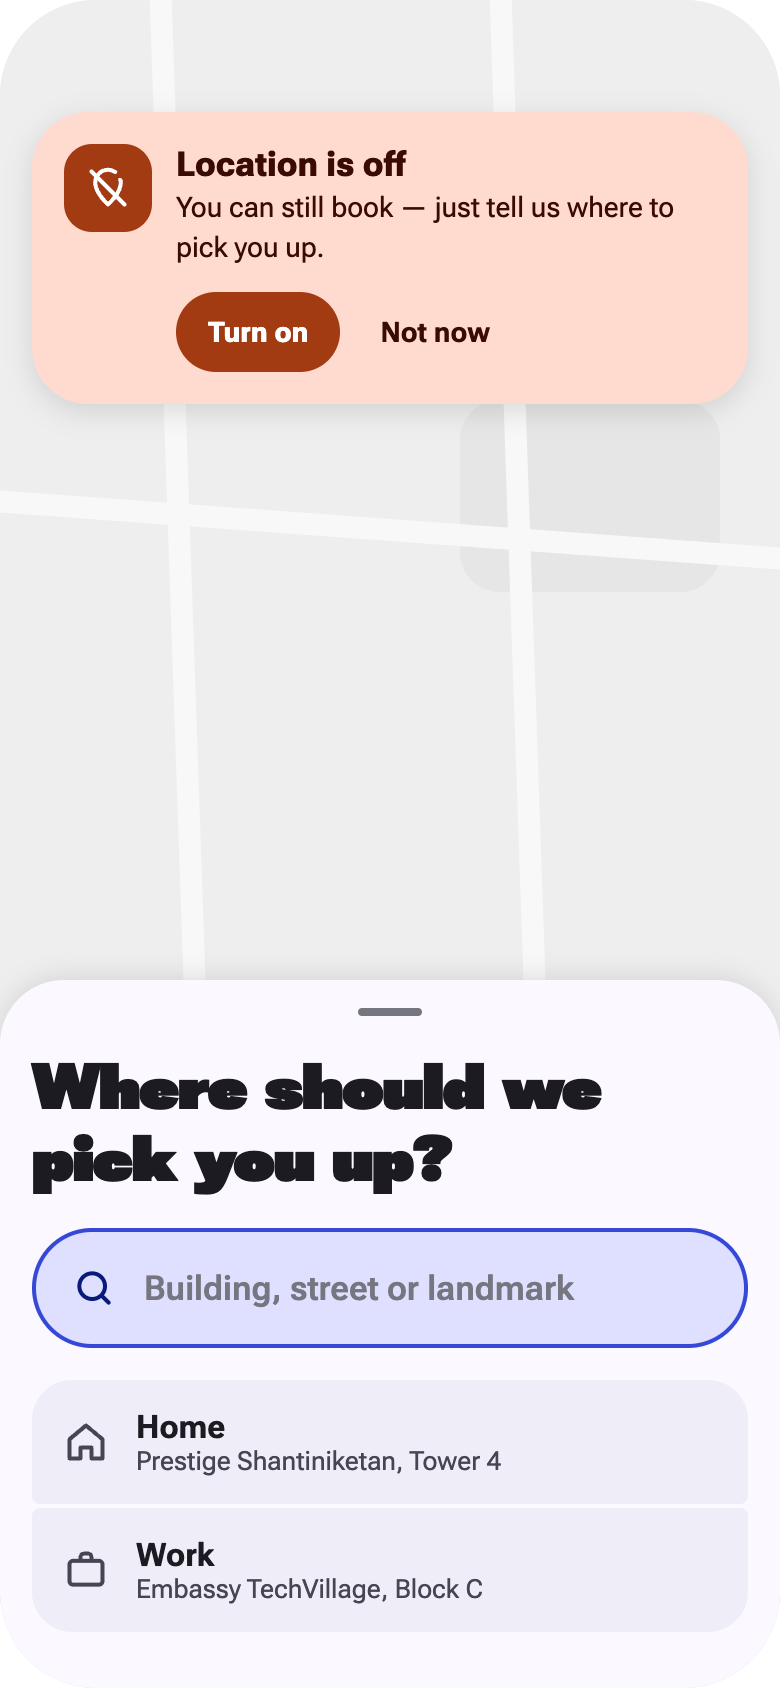 Location is off
You can still book — just tell us where to
pick you up.
Turn on
Not now
Where should we
pick you up?
Building, street or landmark
Home
Prestige Shantiniketan, Tower 4
Work
Embassy TechVillage, Block C